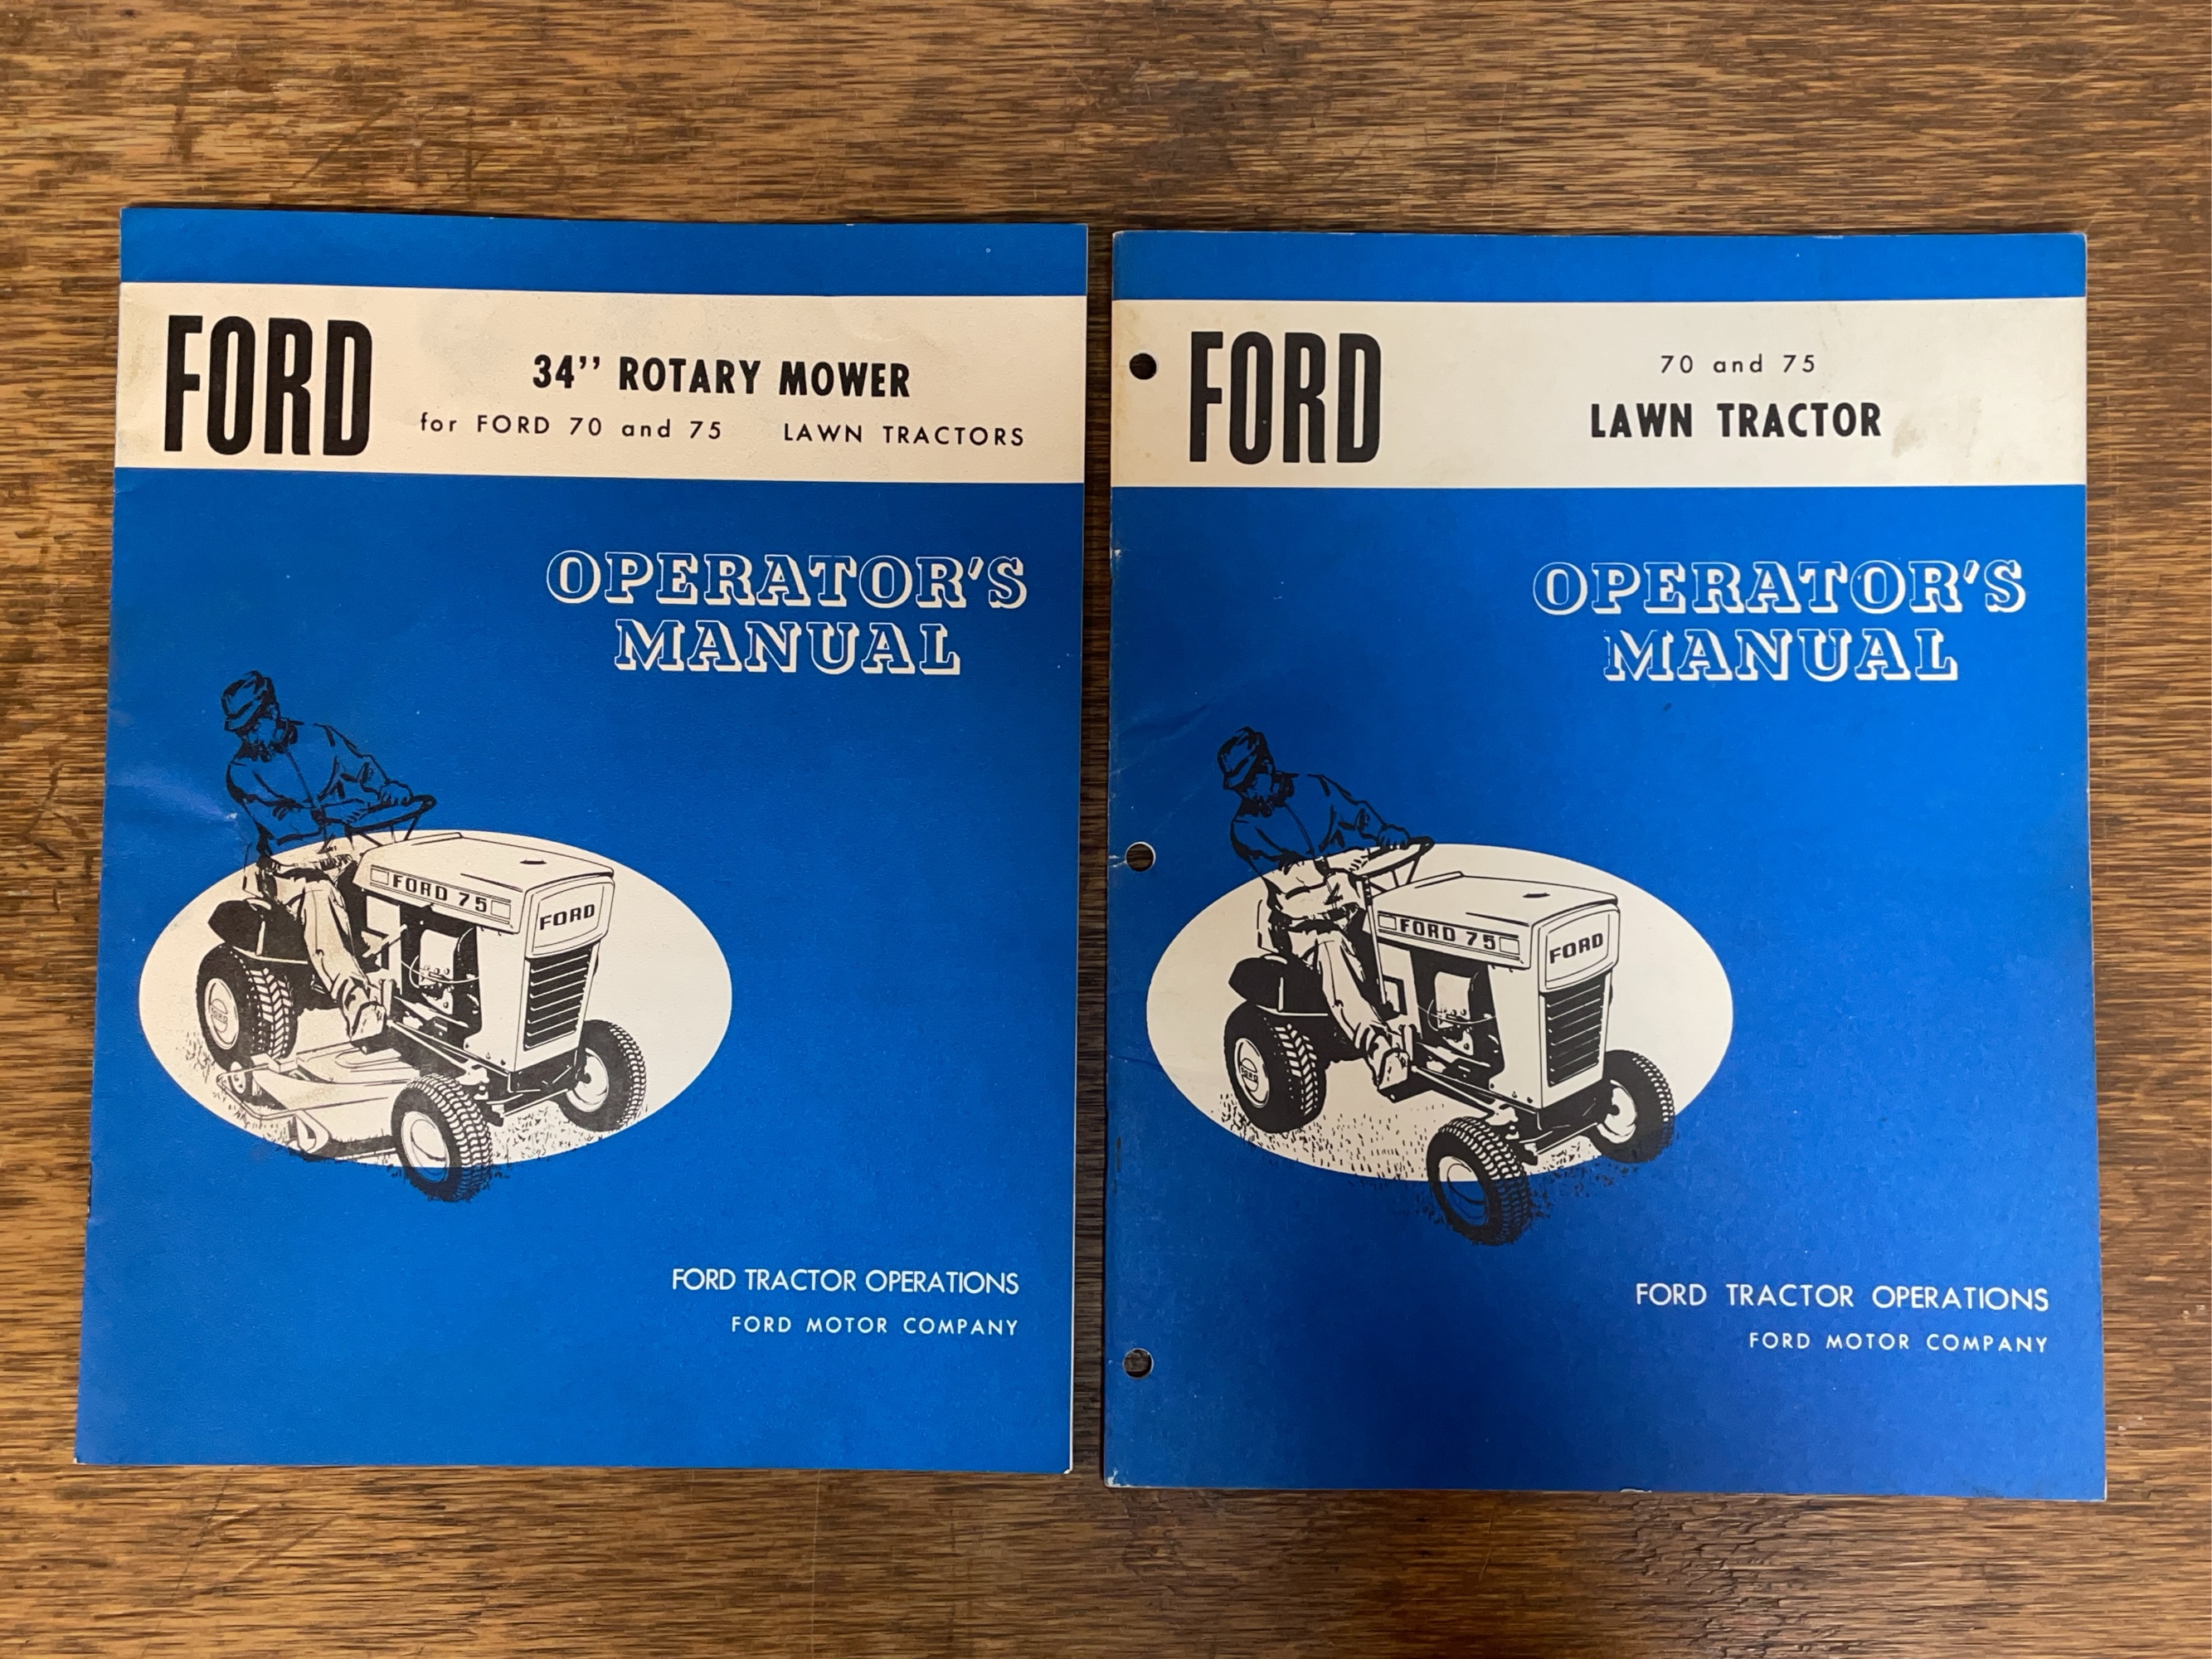 FORD
34'' ROTARY MOWER
for FORD 70 and 75 LAWN TRACTORS
OPERATOR'S
MANUAL
FORD 75
FORD
FORD TRACTOR OPERATIONS
FORD MOTOR COMPANY
FORD
70 and 75
LAWN TRACTOR
OPERATOR'S
MANUAL
FORD 75
FORD
FORD
FORD TRACTOR OPERATIONS
FORD MOTOR COMPANY